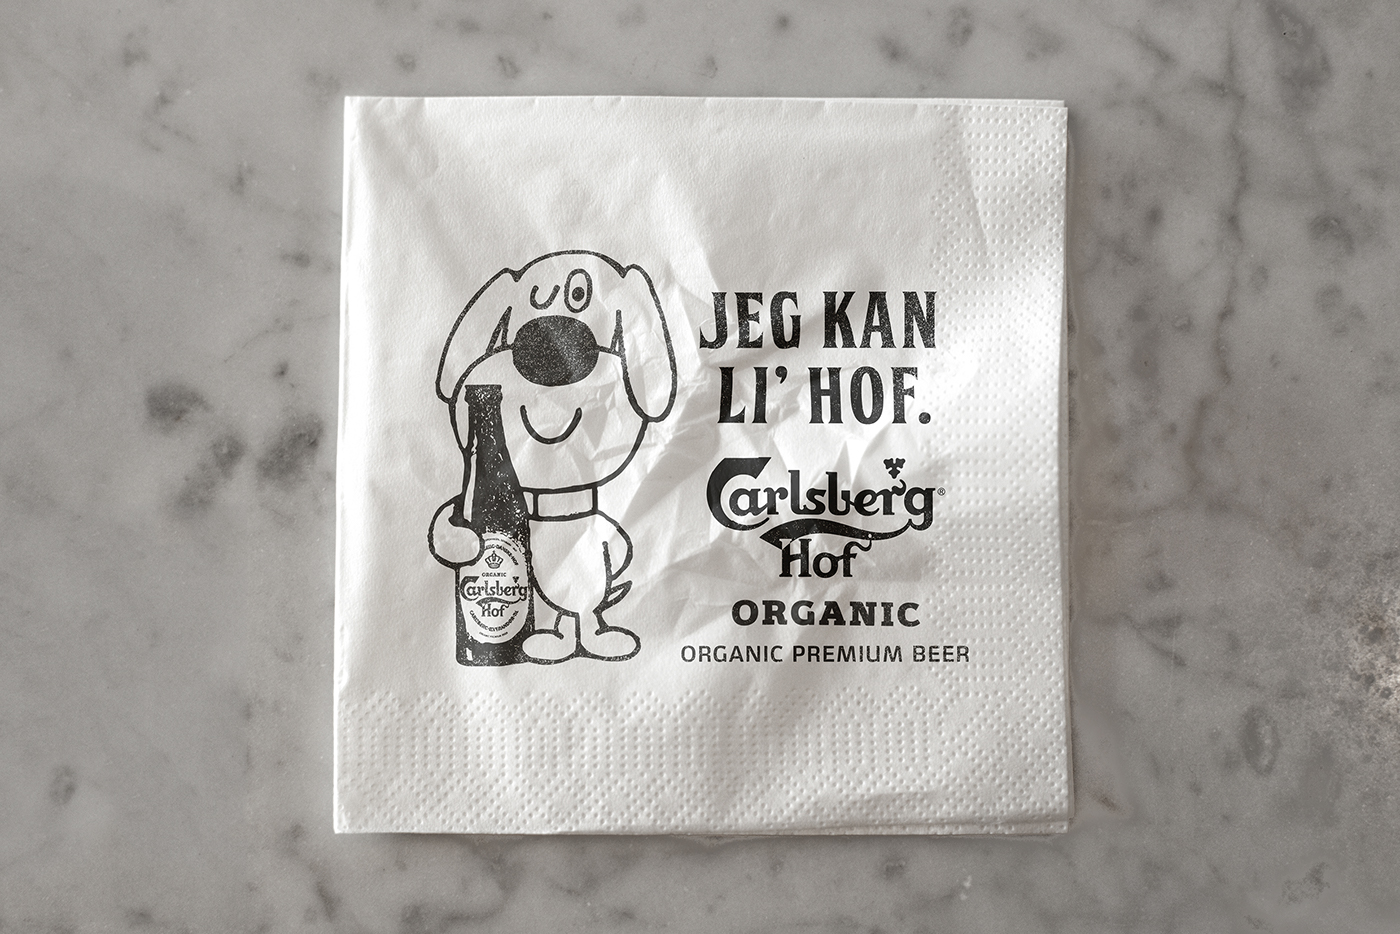 JEG KAN
LI' HOF.
Carlsberg®
Hof
ORGANIC
ORGANIC PREMIUM BEER
ORGANIC
Carlsberg
Hof